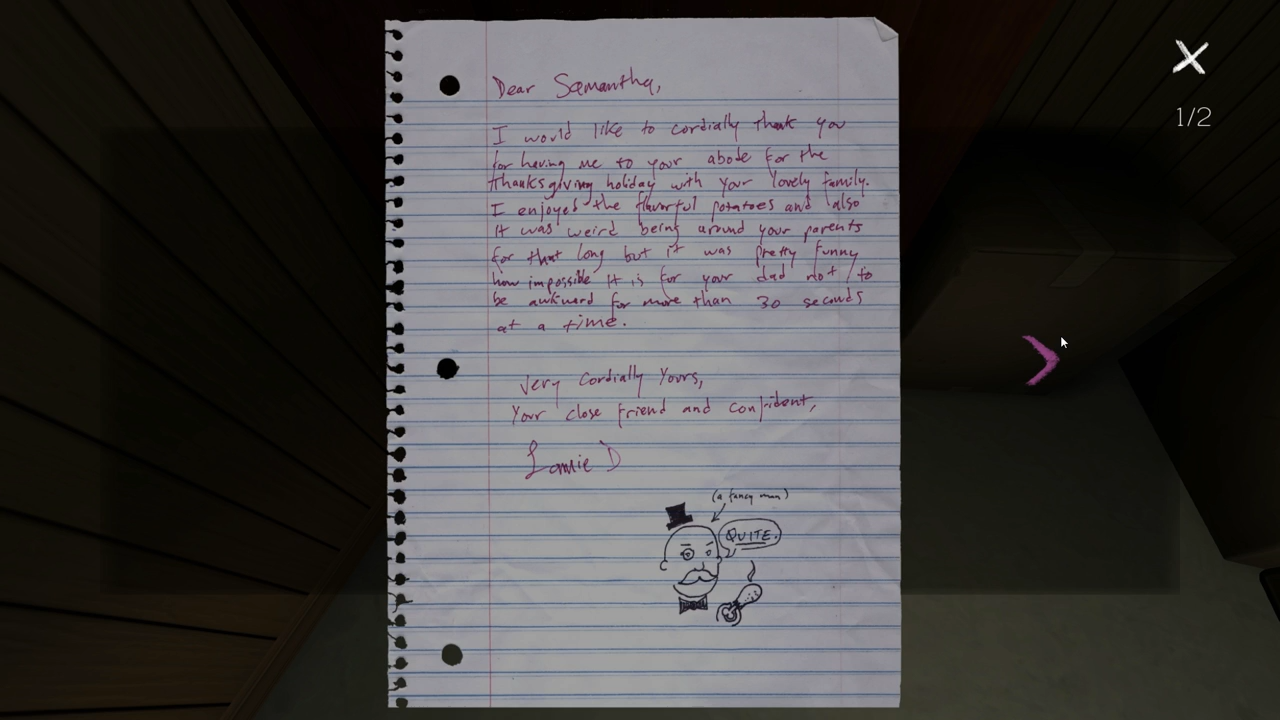 1/2
Dear Samantha,
I would like to cordially thank you
for having me to your abode for the
thanksgiving holiday with your lovely family.
I enjoyed the flavorful potatoes and also
it was weird being around your parents
for that long but it was pretty funny
how impossible it is for your dad not to
be awkward for more than 30 seconds
at a time.
Very Cordially Yours,
Your close friend and confident,
Lonnie D
(a fancy man)
QUITE.